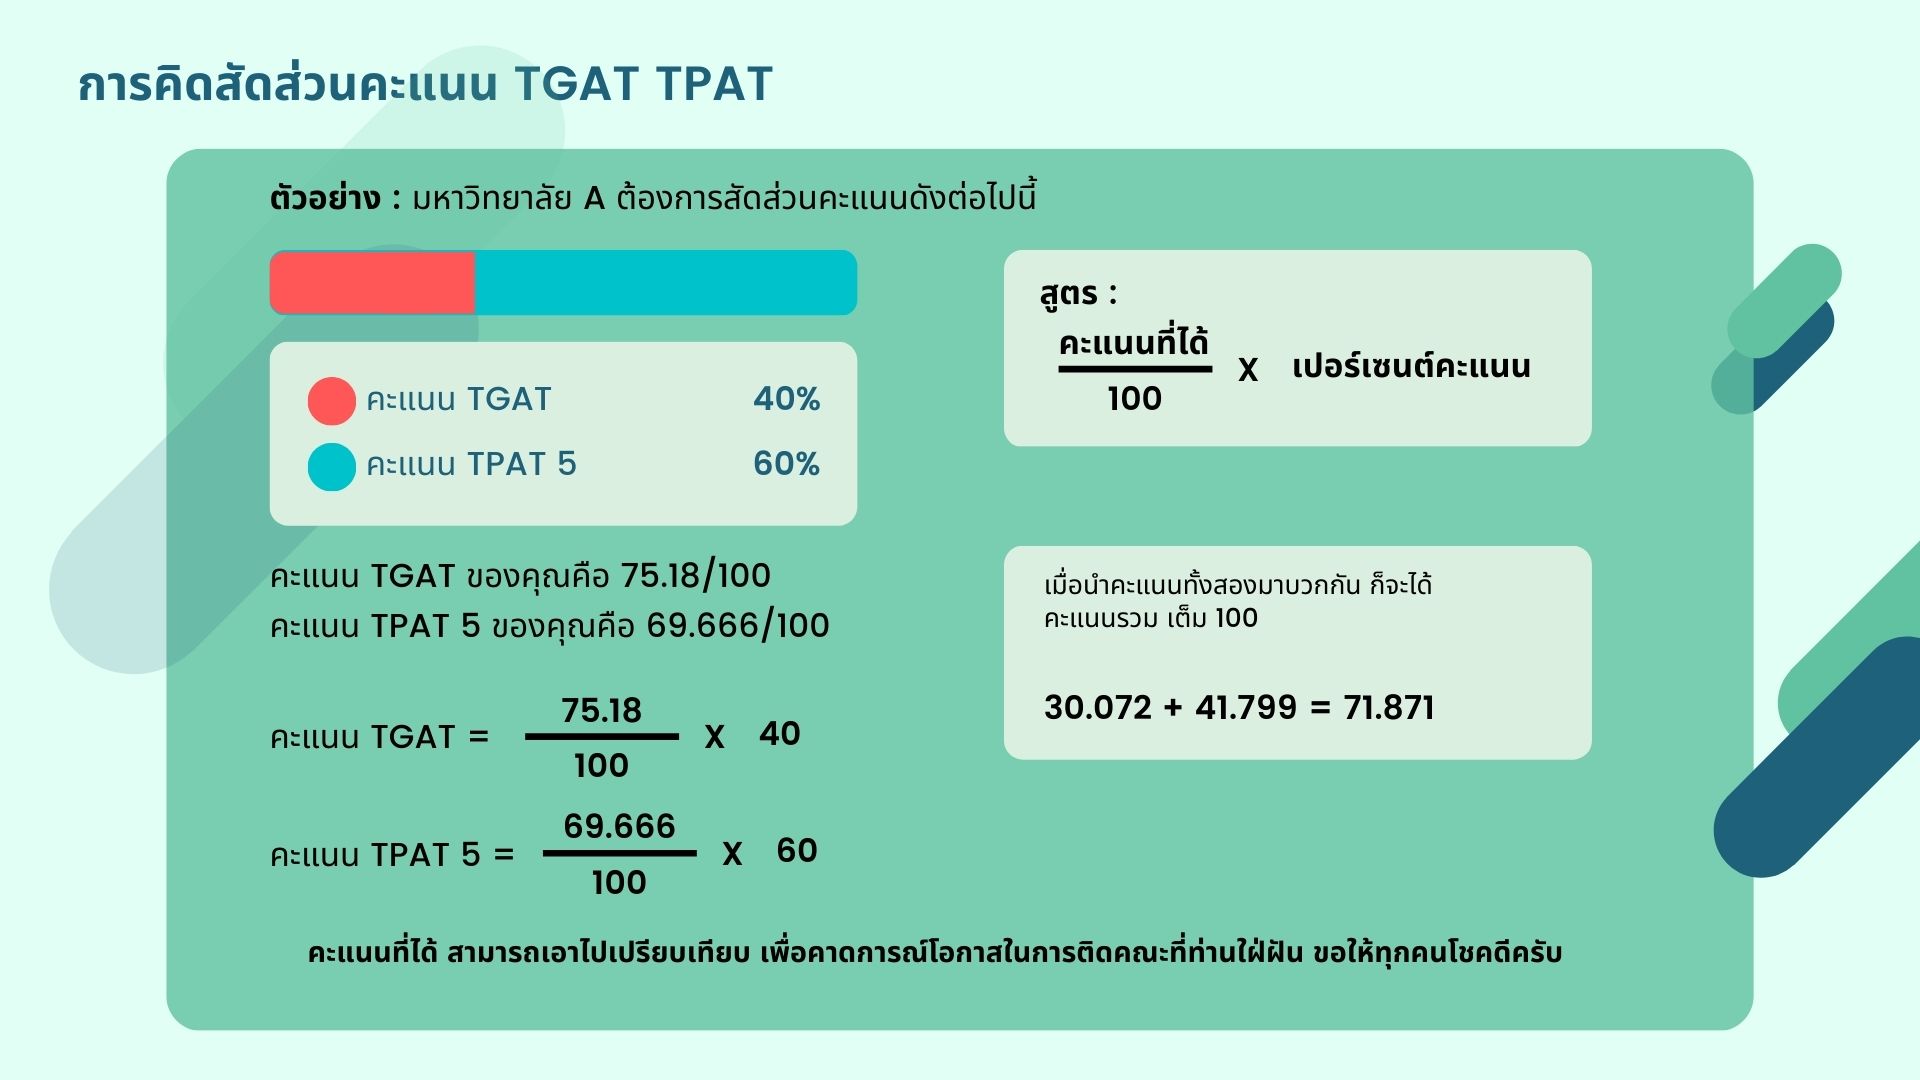 การคิดสัดส่วนคะแนน TGAT TPAT
ตัวอย่าง : มหาวิทยาลัย A ต้องการสัดส่วนคะแนนดังต่อไปนี้
คะแนน TGAT 40%
คะแนน TPAT 5 60%
สูตร :
คะแนนที่ได้
100
X เปอร์เซนต์คะแนน
คะแนน TGAT ของคุณคือ 75.18/100
คะแนน TPAT 5 ของคุณคือ 69.666/100
คะแนน TGAT =
75.18
100
X 40
คะแนน TPAT 5 =
69.666
100
X 60
เมื่อนำคะแนนทั้งสองมาบวกกัน ก็จะได้
คะแนนรวม เต็ม 100
30.072 + 41.799 = 71.871
คะแนนที่ได้ สามารถเอาไปเปรียบเทียบ เพื่อคาดการณ์โอกาสในการติดคณะที่ท่านใฝ่ฝัน ขอให้ทุกคนโชคดีครับ